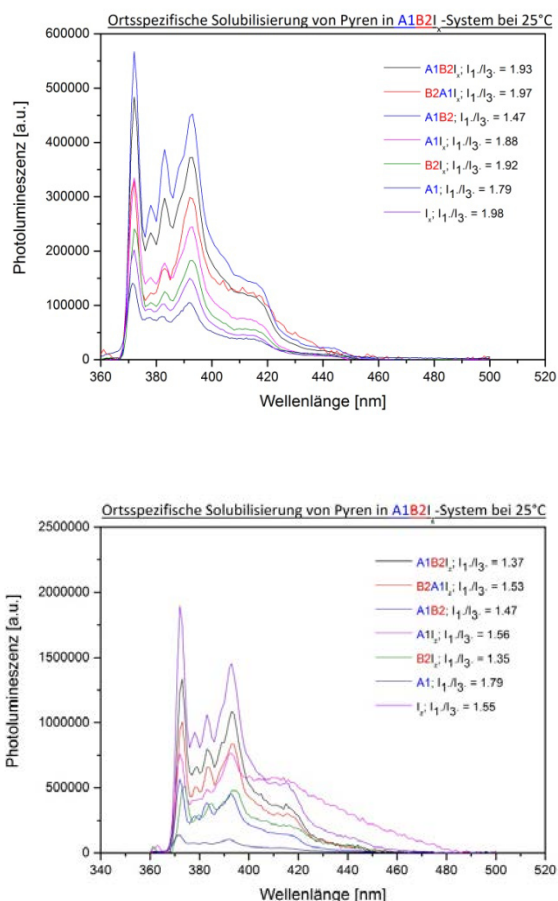 Ortsspezifische Solubilisierung von Pyren in A1B2Iₓ-System bei 25°C
600000
500000
400000
300000
200000
100000
0
Photolumineszenz [a.u.]
A1B2Iₓ; I₁./I₃. = 1.93
B2A1Iₓ; I₁./I₃. = 1.97
A1B2; I₁./I₃. = 1.47
A1Iₓ; I₁./I₃. = 1.88
B2Iₓ; I₁./I₃. = 1.92
A1; I₁./I₃. = 1.79
Iₓ; I₁./I₃. = 1.98
360 380 400 420 440 460 480 500 520
Wellenlänge [nm]
Ortsspezifische Solubilisierung von Pyren in A1B2I -System bei 25°C
2500000
2000000
1500000
1000000
500000
0
Photolumineszenz [a.u.]
A1B2I_z; I₁./I₃. = 1.37
B2A1I_z; I₁./I₃. = 1.53
A1B2; I₁./I₃. = 1.47
A1I_z; I₁./I₃. = 1.56
B2I_z; I₁./I₃. = 1.35
A1; I₁./I₃. = 1.79
I_z; I₁./I₃. = 1.55
340 360 380 400 420 440 460 480 500 520
Wellenlänge [nm]